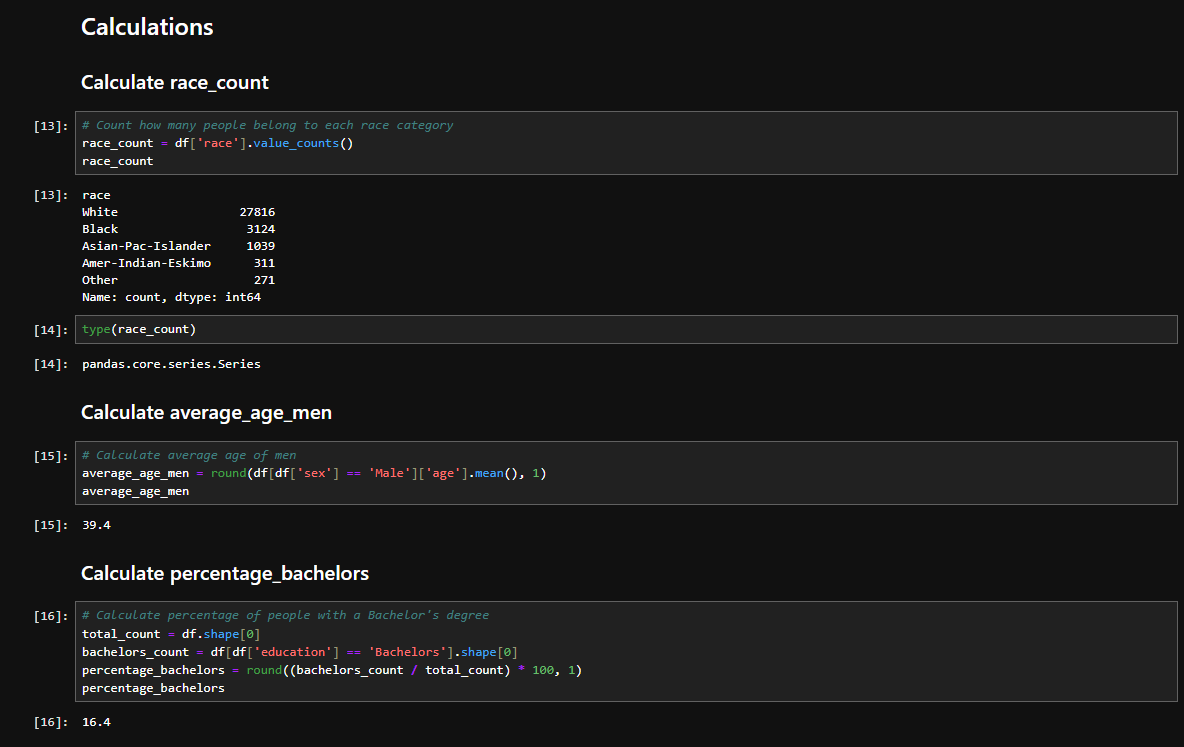 Calculations
Calculate race_count
[13]: # Count how many people belong to each race category
race_count = df['race'].value_counts()
race_count
[13]: race
White 27816
Black 3124
Asian-Pac-Islander 1039
Amer-Indian-Eskimo 311
Other 271
Name: count, dtype: int64
[14]: type(race_count)
[14]: pandas.core.series.Series
Calculate average_age_men
[15]: # Calculate average age of men
average_age_men = round(df[df['sex'] == 'Male']['age'].mean(), 1)
average_age_men
[15]: 39.4
Calculate percentage_bachelors
[16]: # Calculate percentage of people with a Bachelor's degree
total_count = df.shape[0]
bachelors_count = df[df['education'] == 'Bachelors'].shape[0]
percentage_bachelors = round((bachelors_count / total_count) * 100, 1)
percentage_bachelors
[16]: 16.4